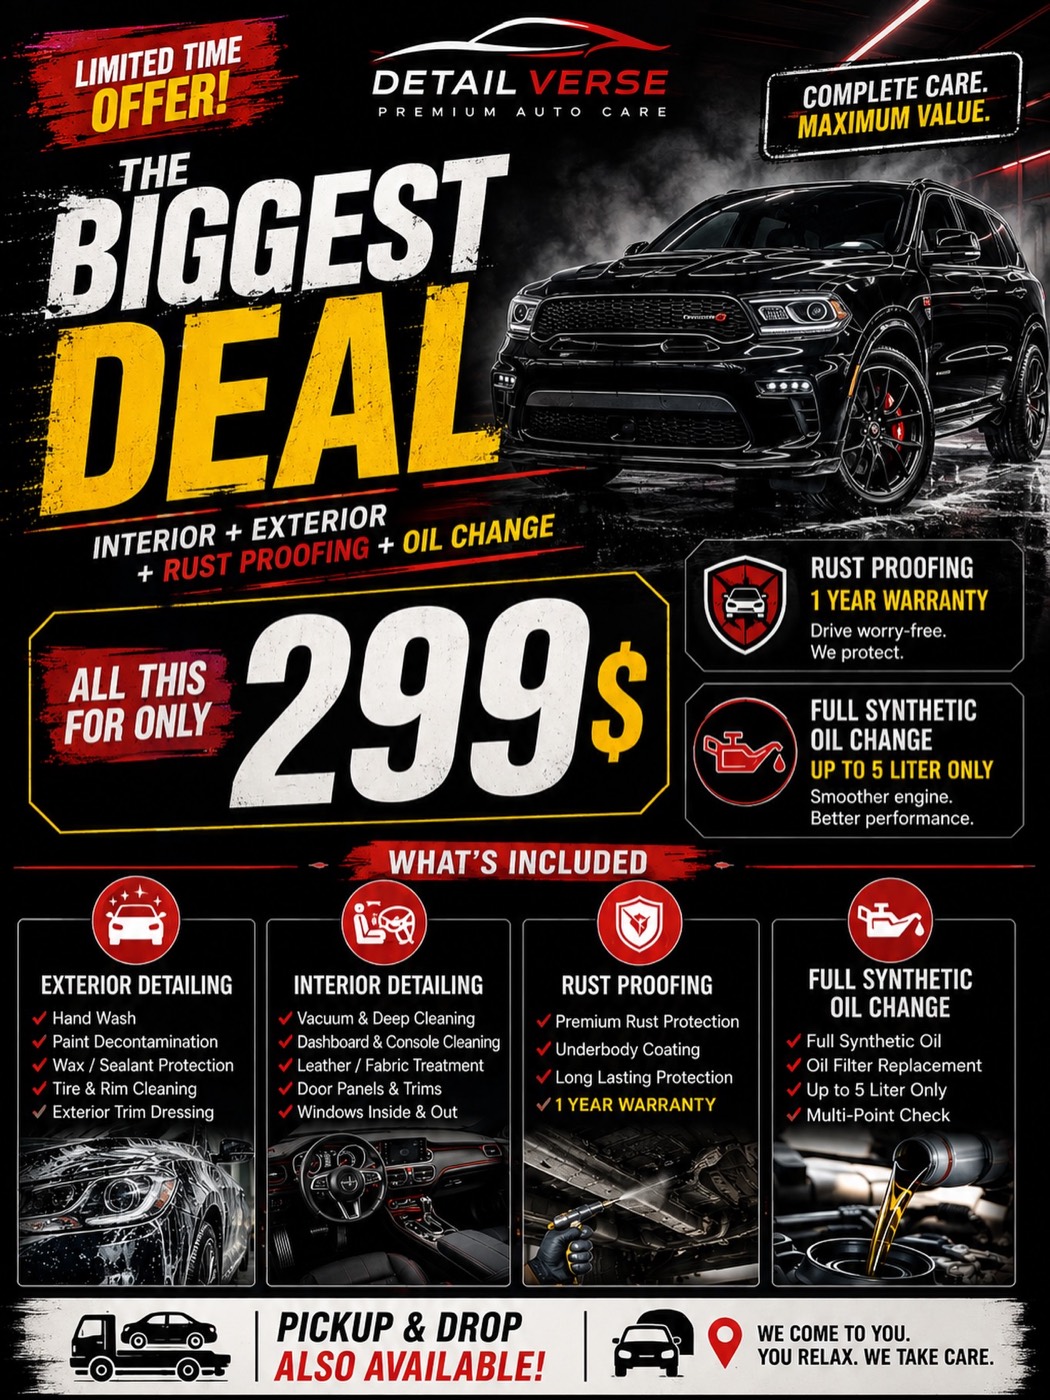 LIMITED TIME
OFFER!
DETAIL VERSE
PREMIUM AUTO CARE
COMPLETE CARE.
MAXIMUM VALUE.
THE
BIGGEST
DEAL
INTERIOR + EXTERIOR
+ RUST PROOFING + OIL CHANGE
ALL THIS
FOR ONLY
299$
RUST PROOFING
1 YEAR WARRANTY
Drive worry-free.
We protect.
FULL SYNTHETIC
OIL CHANGE
UP TO 5 LITER ONLY
Smoother engine.
Better performance.
WHAT'S INCLUDED
EXTERIOR DETAILING
Hand Wash
Paint Decontamination
Wax / Sealant Protection
Tire & Rim Cleaning
Exterior Trim Dressing
INTERIOR DETAILING
Vacuum & Deep Cleaning
Dashboard & Console Cleaning
Leather / Fabric Treatment
Door Panels & Trims
Windows Inside & Out
RUST PROOFING
Premium Rust Protection
Underbody Coating
Long Lasting Protection
1 YEAR WARRANTY
FULL SYNTHETIC
OIL CHANGE
Full Synthetic Oil
Oil Filter Replacement
Up to 5 Liter Only
Multi-Point Check
PICKUP & DROP
ALSO AVAILABLE!
WE COME TO YOU.
YOU RELAX. WE TAKE CARE.